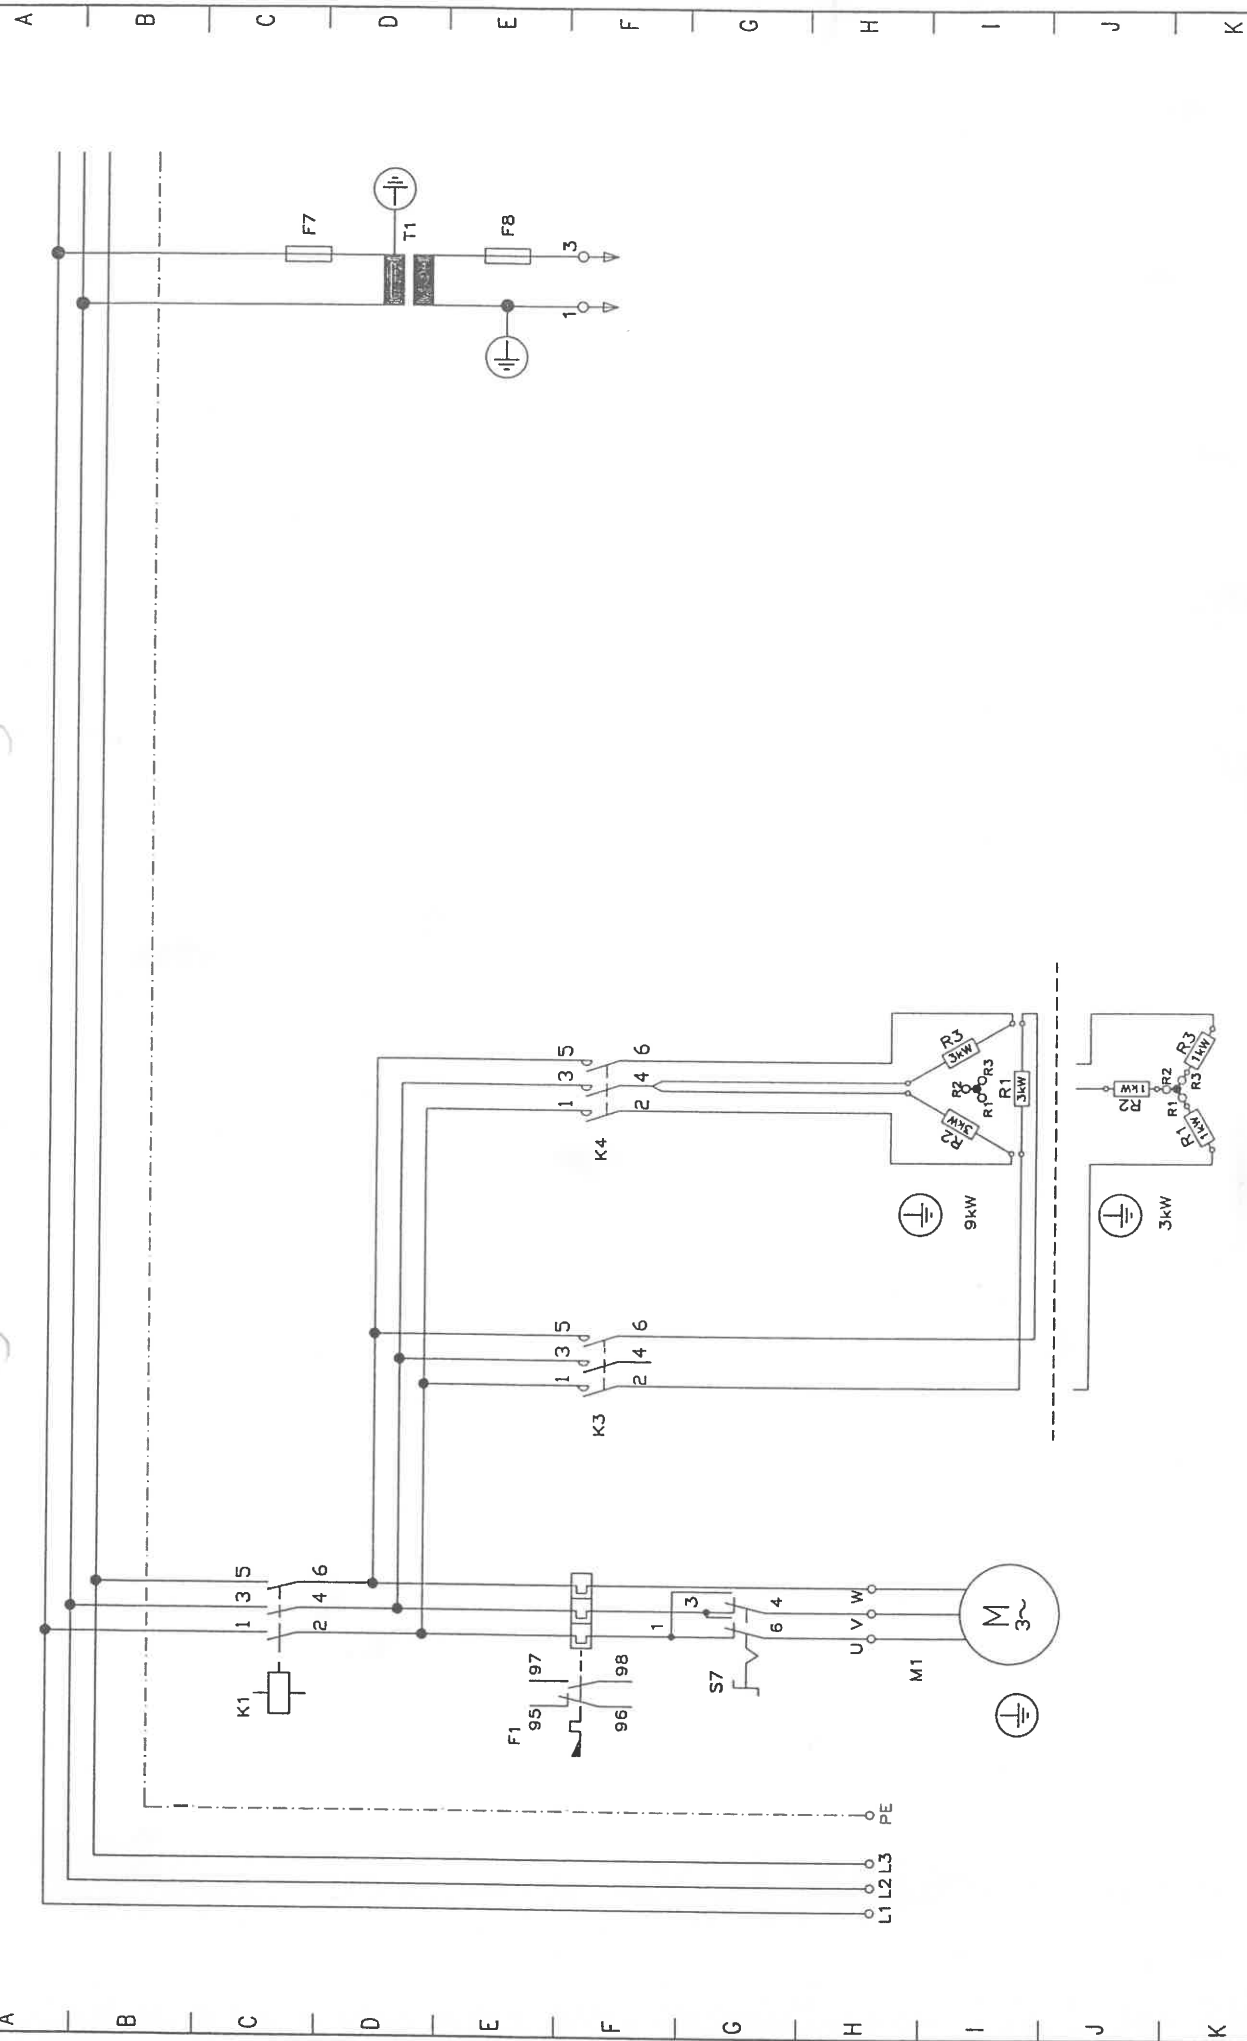 A
B
C
D
E
F
G
H
I
J
K
F7
T1
F8
1 3
K1
1 3 5
2 4 6
F1
95 97
96 98
S7
1 3
6 4
U V W
M1
M
3~
K3
1 3 5
2 4 6
K4
1 3 5
2 4 6
R2 3kW
R3 3kW
R2
R1 R3
R1
3kW
9kW
R2
1kW
R2
R1 R3
R1 1kW
R3 1kW
3kW
L1 L2 L3 PE
A
B
C
D
E
F
G
H
I
J
K